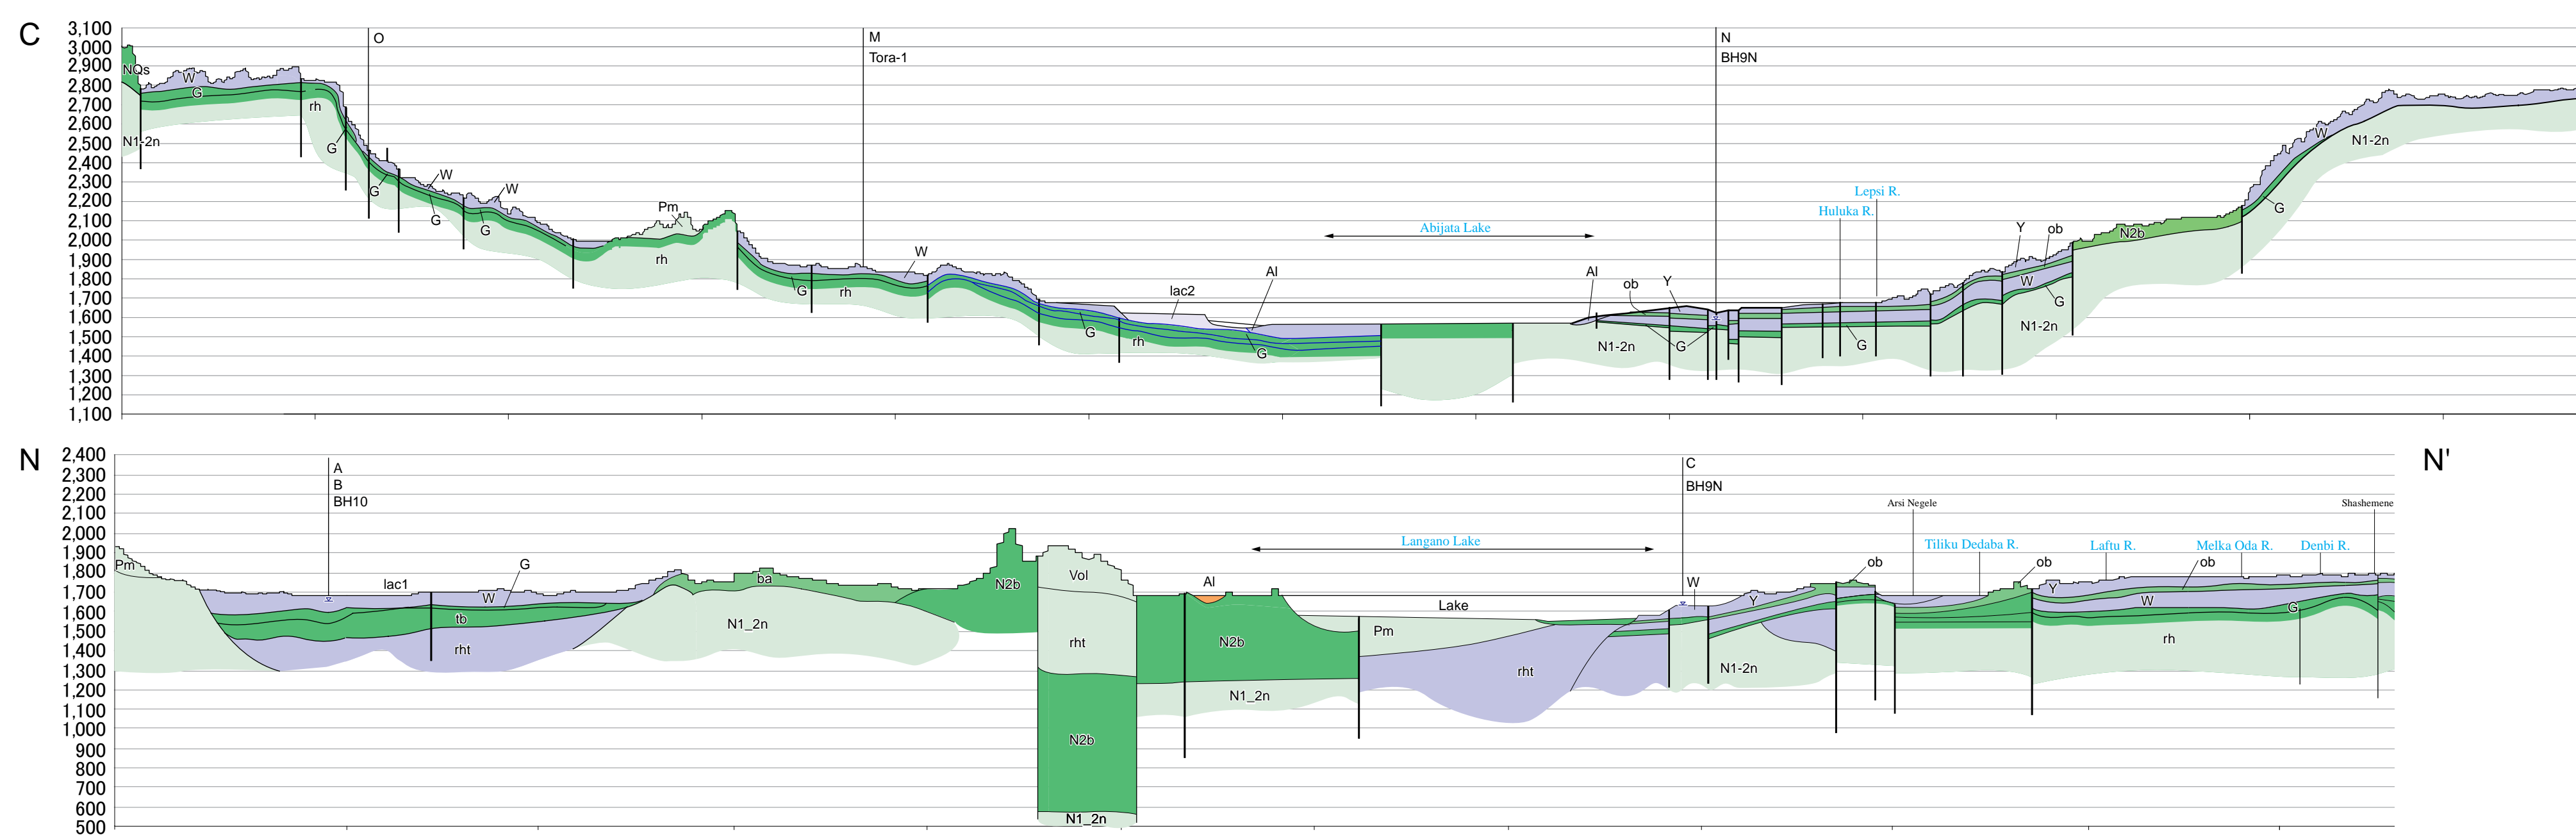 C
3,100
3,000
2,900
2,800
2,700
2,600
2,500
2,400
2,300
2,200
2,100
2,000
1,900
1,800
1,700
1,600
1,500
1,400
1,300
1,200
1,100
O
M
Tora-1
N
BH9N
NQs
W
G
rh
N1-2n
G
G
W
W
G
G
Pm
rh
W
G
rh
Lepsi R.
Huluka R.
Abijata Lake
Al
lac2
G
rh
G
Al
ob
Y
N1-2n
G
G
Y
ob
W
G
N1-2n
N2b
W
N1-2n
G
N
N'
2,400
2,300
2,200
2,100
2,000
1,900
1,800
1,700
1,600
1,500
1,400
1,300
1,200
1,100
1,000
900
800
700
600
500
A
B
BH10
C
BH9N
Arsi Negele
Shashemene
Pm
lac1
G
W
tb
rht
ba
N1_2n
N2b
Vol
rht
N2b
N1_2n
Langano Lake
Al
N2b
N1_2n
Lake
Pm
rht
W
Y
N1-2n
ob
Tiliku Dedaba R.
Laftu R.
Melka Oda R.
Denbi R.
ob
ob
Y
W
G
rh